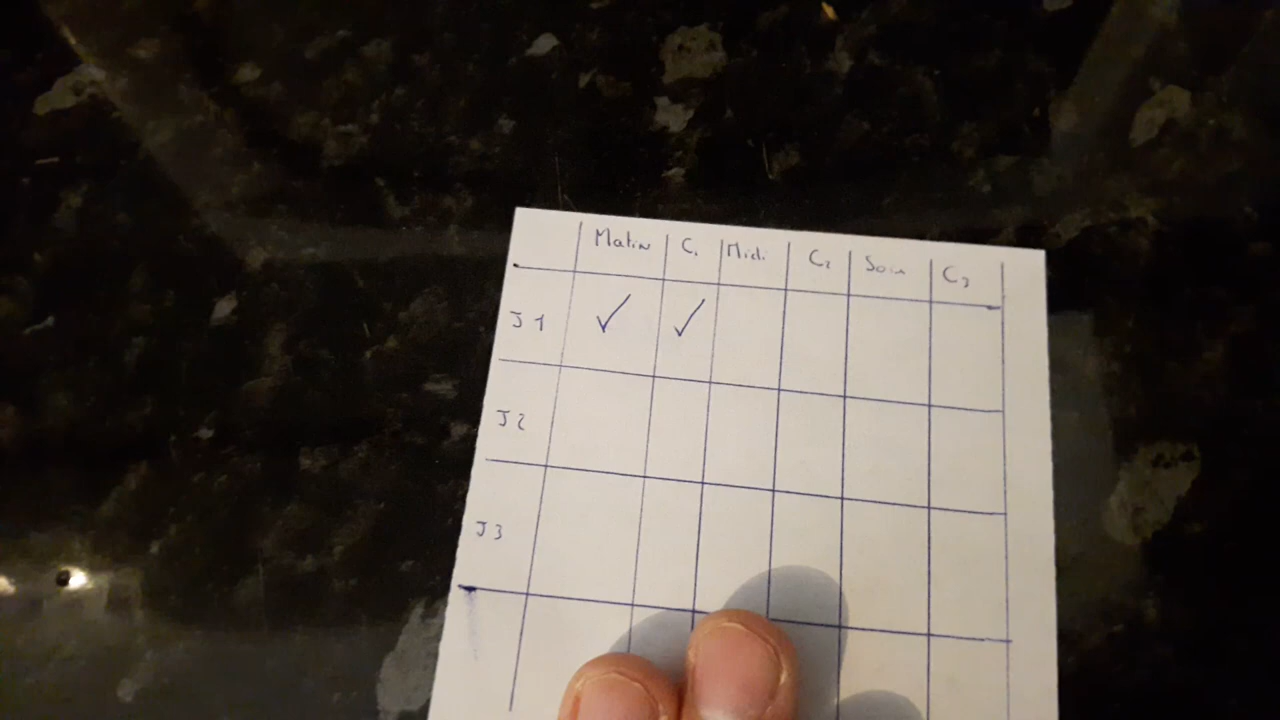 Matin C1 Midi C2 Soir C3
J1 ✓ ✓
J2
J3